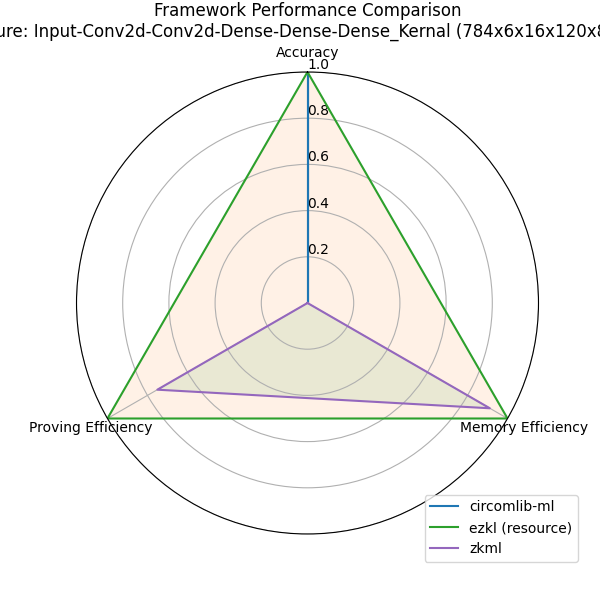 Framework Performance Comparison
ure: Input-Conv2d-Conv2d-Dense-Dense-Dense_Kernal (784x6x16x120x8
Accuracy
1.0
0.8
0.6
0.4
0.2
Proving Efficiency
Memory Efficiency
circomlib-ml
ezkl (resource)
zkml